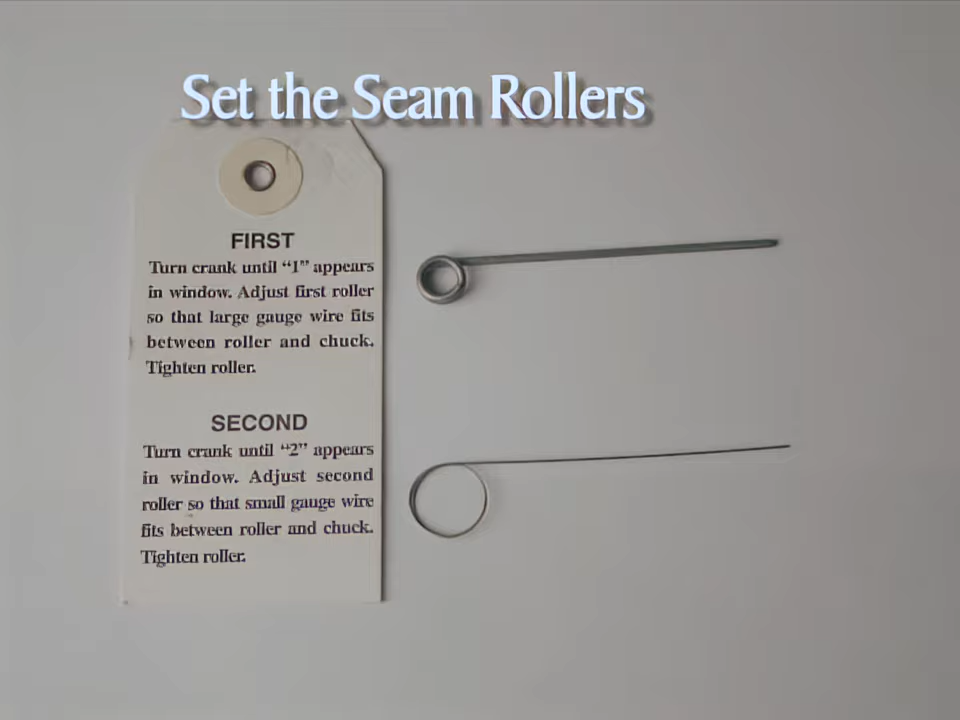 Set the Seam Rollers
FIRST
Turn crank until “1” appears
in window. Adjust first roller
so that large gauge wire fits
between roller and chuck.
Tighten roller.
SECOND
Turn crank until “2” appears
in window. Adjust second
roller so that small gauge wire
fits between roller and chuck.
Tighten roller.